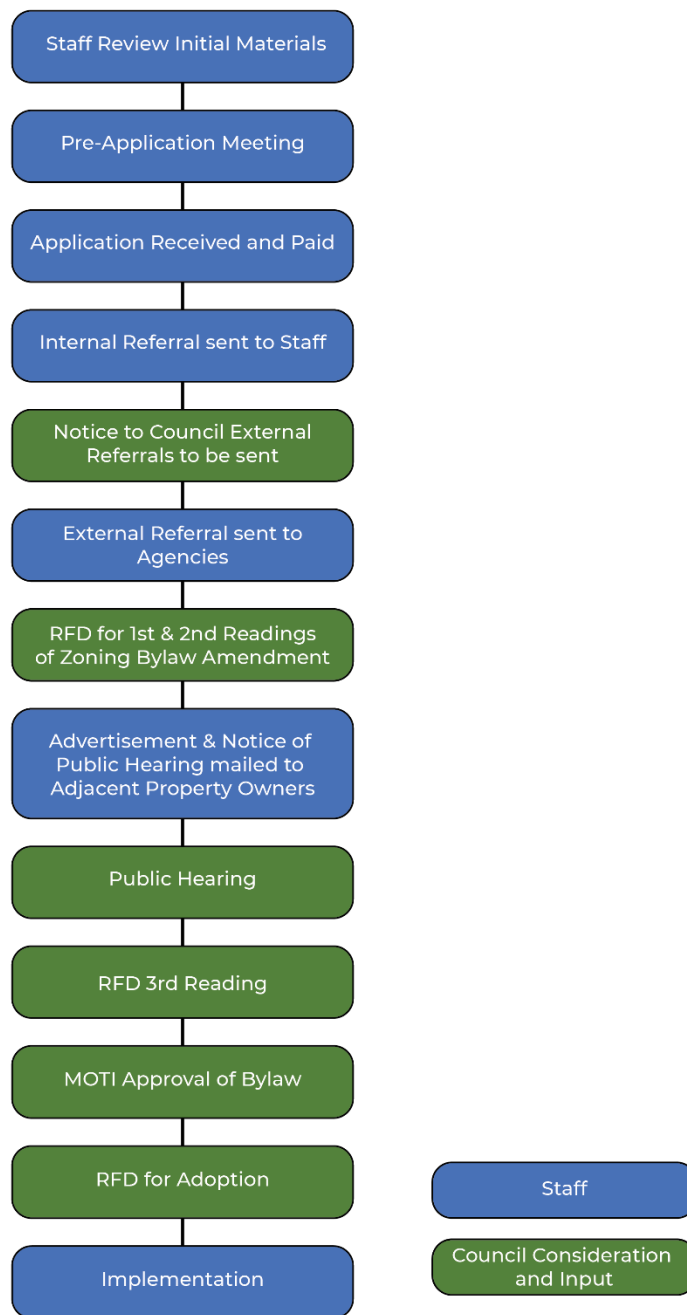 Staff Review Initial Materials
Pre-Application Meeting
Application Received and Paid
Internal Referral sent to Staff
Notice to Council External
Referrals to be sent
External Referral sent to
Agencies
RFD for 1st & 2nd Readings
of Zoning Bylaw Amendment
Advertisement & Notice of
Public Hearing mailed to
Adjacent Property Owners
Public Hearing
RFD 3rd Reading
MOTI Approval of Bylaw
RFD for Adoption
Implementation
Staff
Council Consideration
and Input